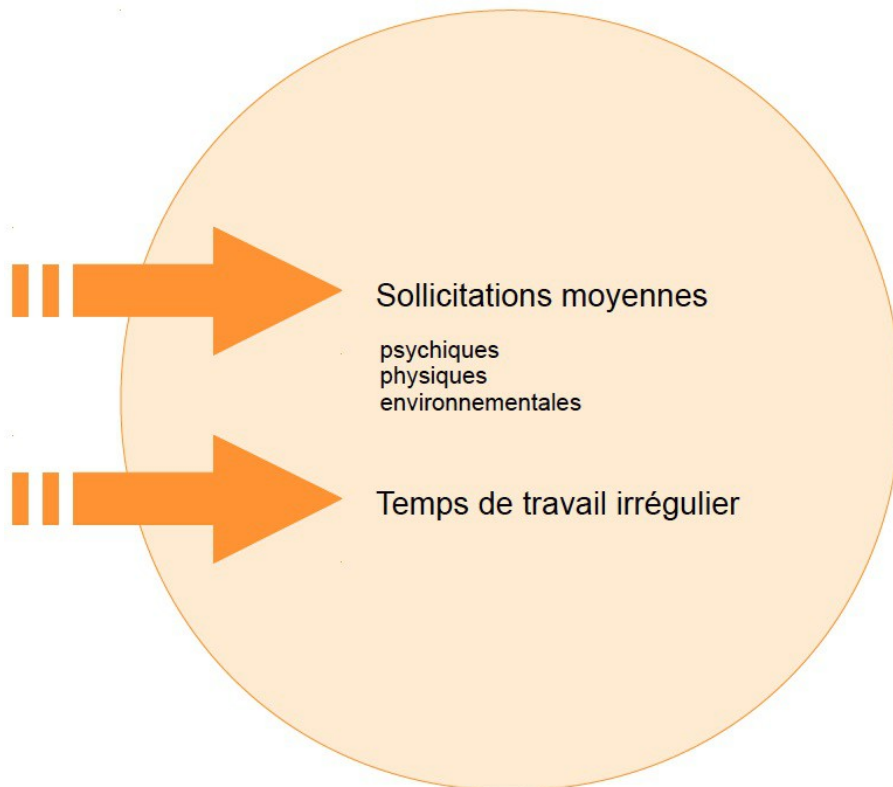 Sollicitations moyennes
psychiques
physiques
environnementales
Temps de travail irrégulier